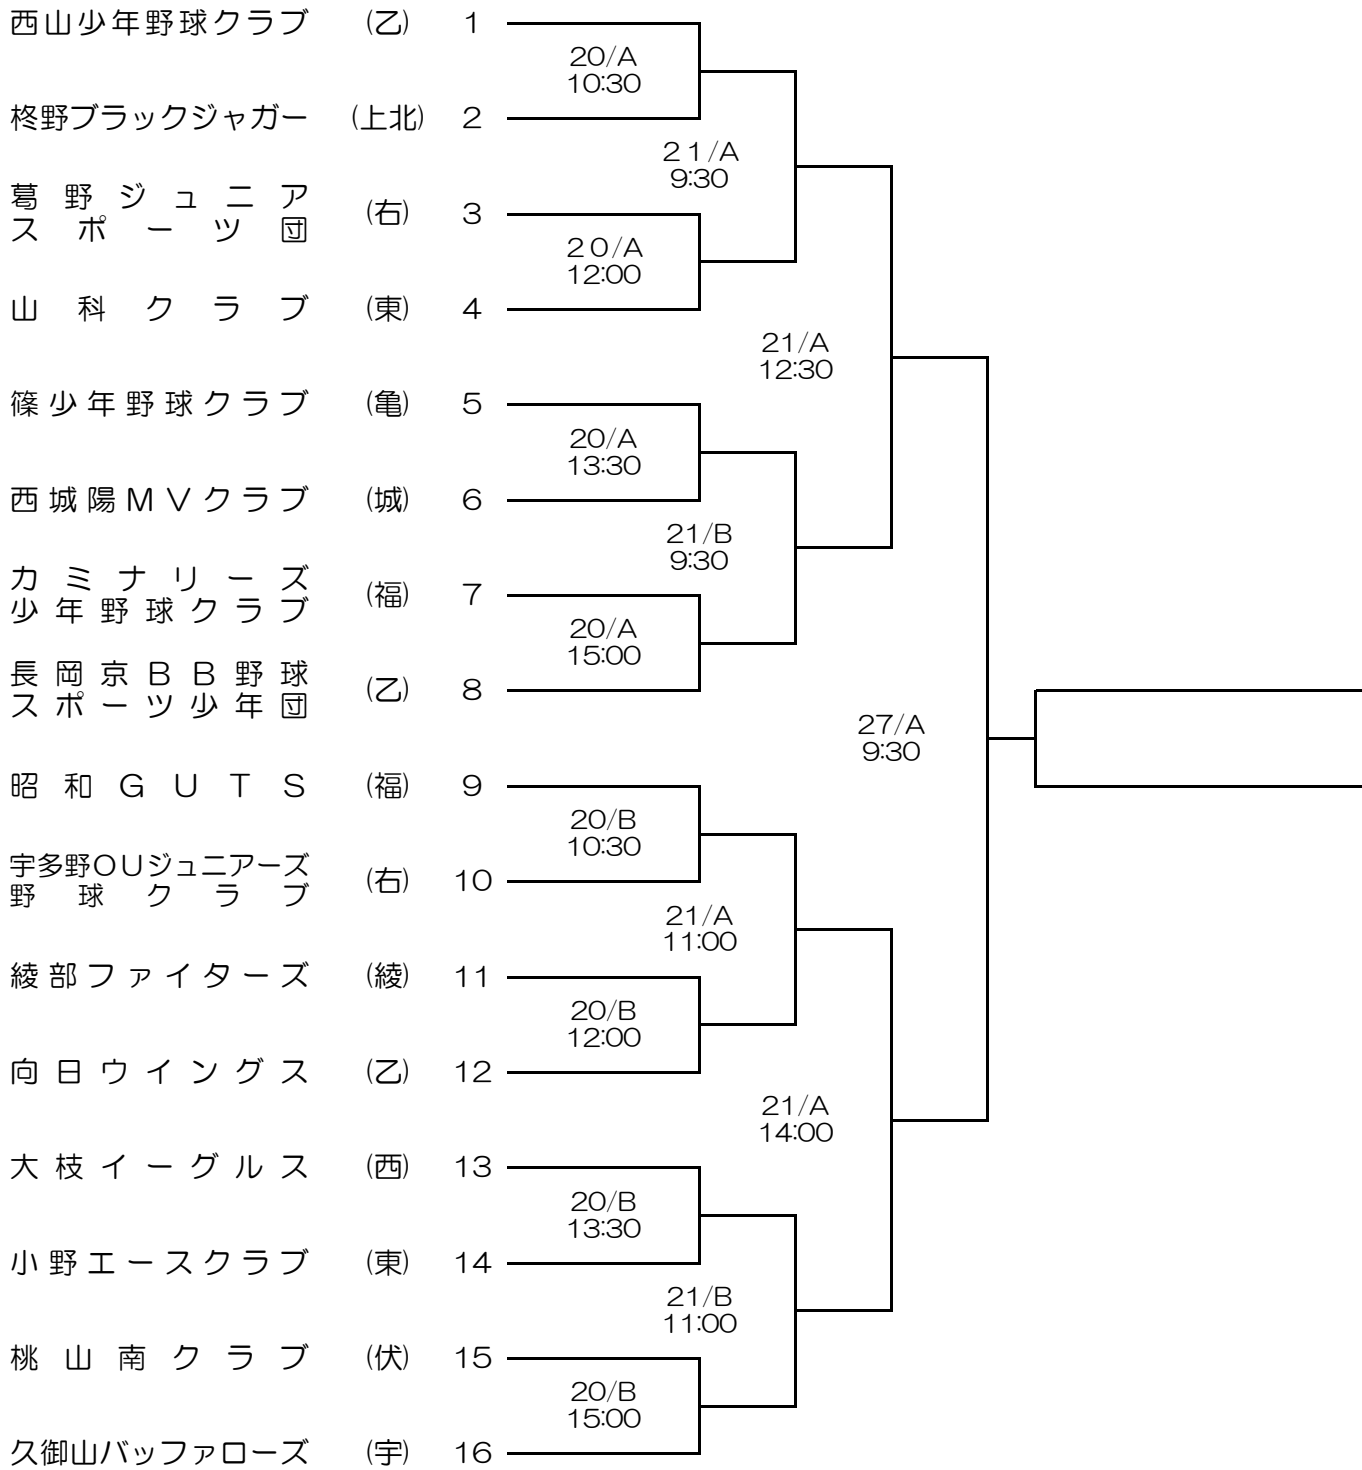 西山少年野球クラブ (乙) 1
20/A
10:30
柊野ブラックジャガー (上北) 2
21/A
9:30
葛野ジュニア
スポーツ団 (右) 3
20/A
12:00
山科クラブ (東) 4
21/A
12:30
篠少年野球クラブ (亀) 5
20/A
13:30
西城陽MVクラブ (城) 6
21/B
9:30
カミナリーズ
少年野球クラブ (福) 7
20/A
15:00
長岡京BB野球
スポーツ少年団 (乙) 8
27/A
9:30
昭和GUTS (福) 9
20/B
10:30
宇多野OUジュニアーズ
野球クラブ (右) 10
21/A
11:00
綾部ファイターズ (綾) 11
20/B
12:00
向日ウイングス (乙) 12
21/A
14:00
大枝イーグルス (西) 13
20/B
13:30
小野エースクラブ (東) 14
21/B
11:00
桃山南クラブ (伏) 15
20/B
15:00
久御山バッファローズ (宇) 16